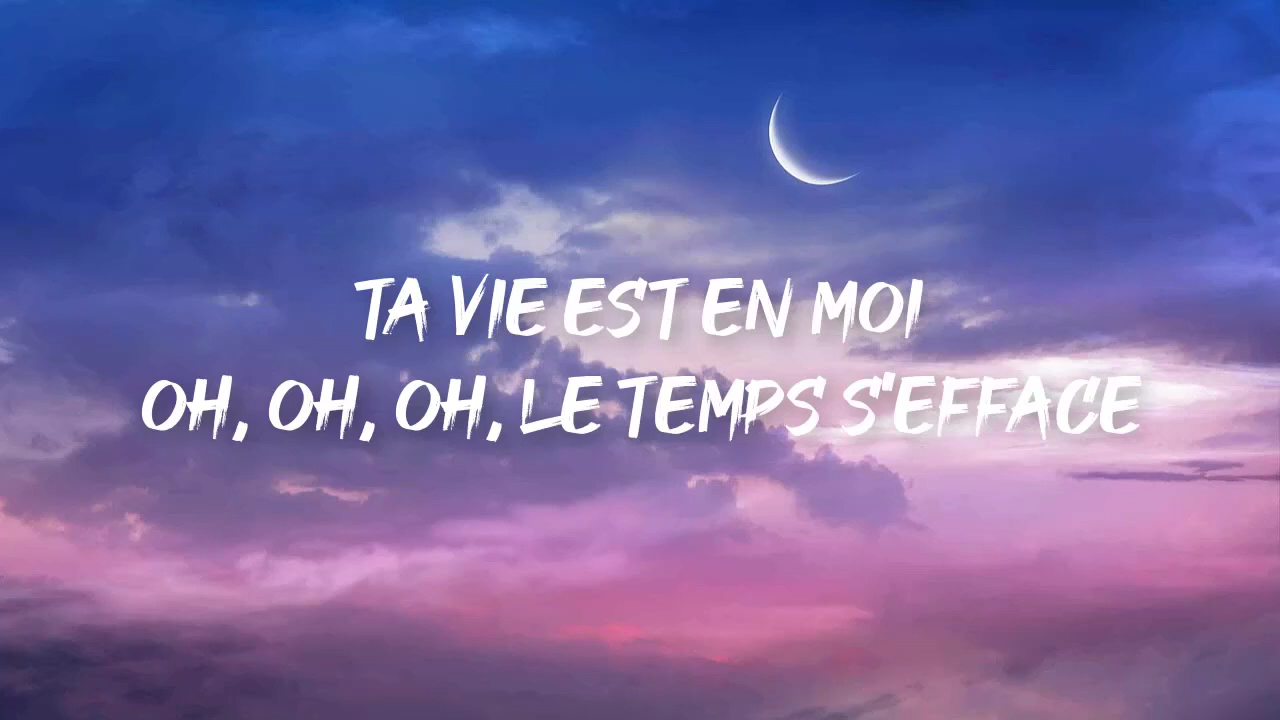 TA VIE EST EN MOI
OH, OH, OH, LE TEMPS S'EFFACE